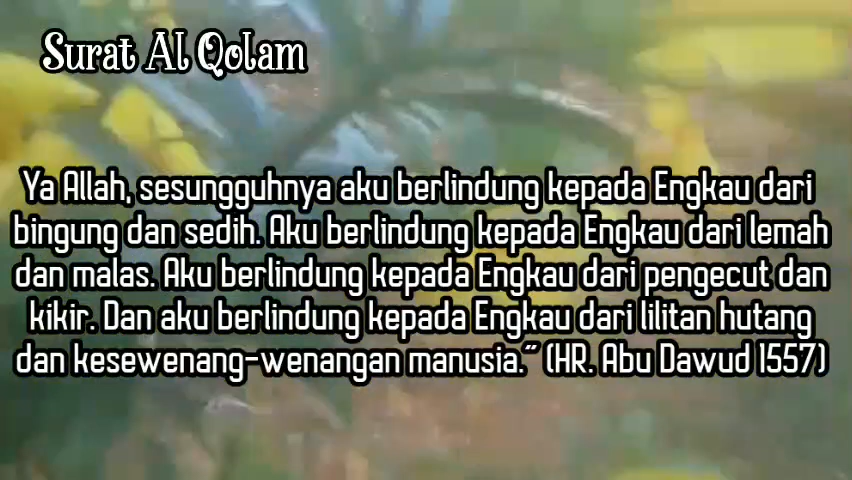 Surat Al Qolam
Ya Allah, sesungguhnya aku berlindung kepada Engkau dari
bingung dan sedih. Aku berlindung kepada Engkau dari lemah
dan malas. Aku berlindung kepada Engkau dari pengecut dan
kikir. Dan aku berlindung kepada Engkau dari lilitan hutang
dan kesewenang-wenangan manusia." (HR. Abu Dawud 1557)